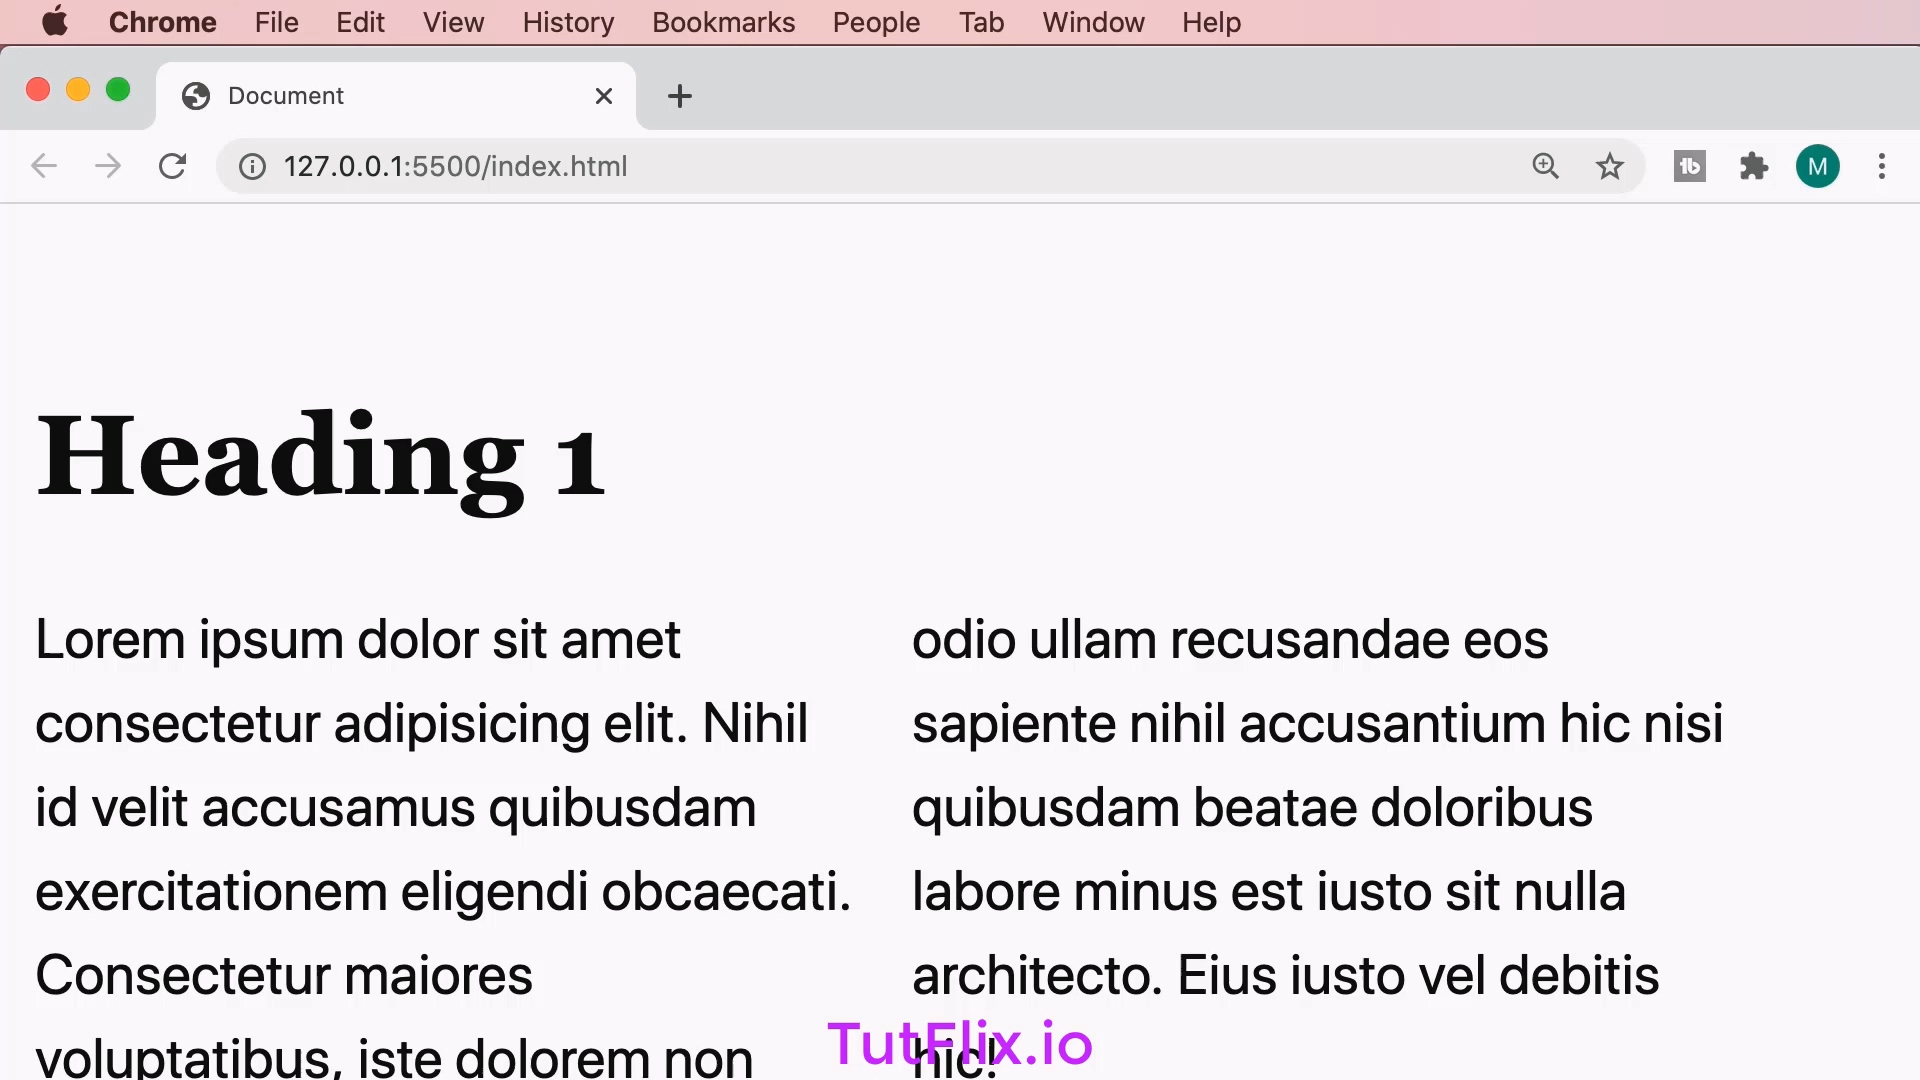 Chrome File Edit View History Bookmarks People Tab Window Help
Document
127.0.0.1:5500/index.html
M
Heading 1
Lorem ipsum dolor sit amet
consectetur adipisicing elit. Nihil
id velit accusamus quibusdam
exercitationem eligendi obcaecati.
Consectetur maiores
voluptatibus, iste dolorem non
odio ullam recusandae eos
sapiente nihil accusantium hic nisi
quibusdam beatae doloribus
labore minus est iusto sit nulla
architecto. Eius iusto vel debitis
hic!
TutFlix.io